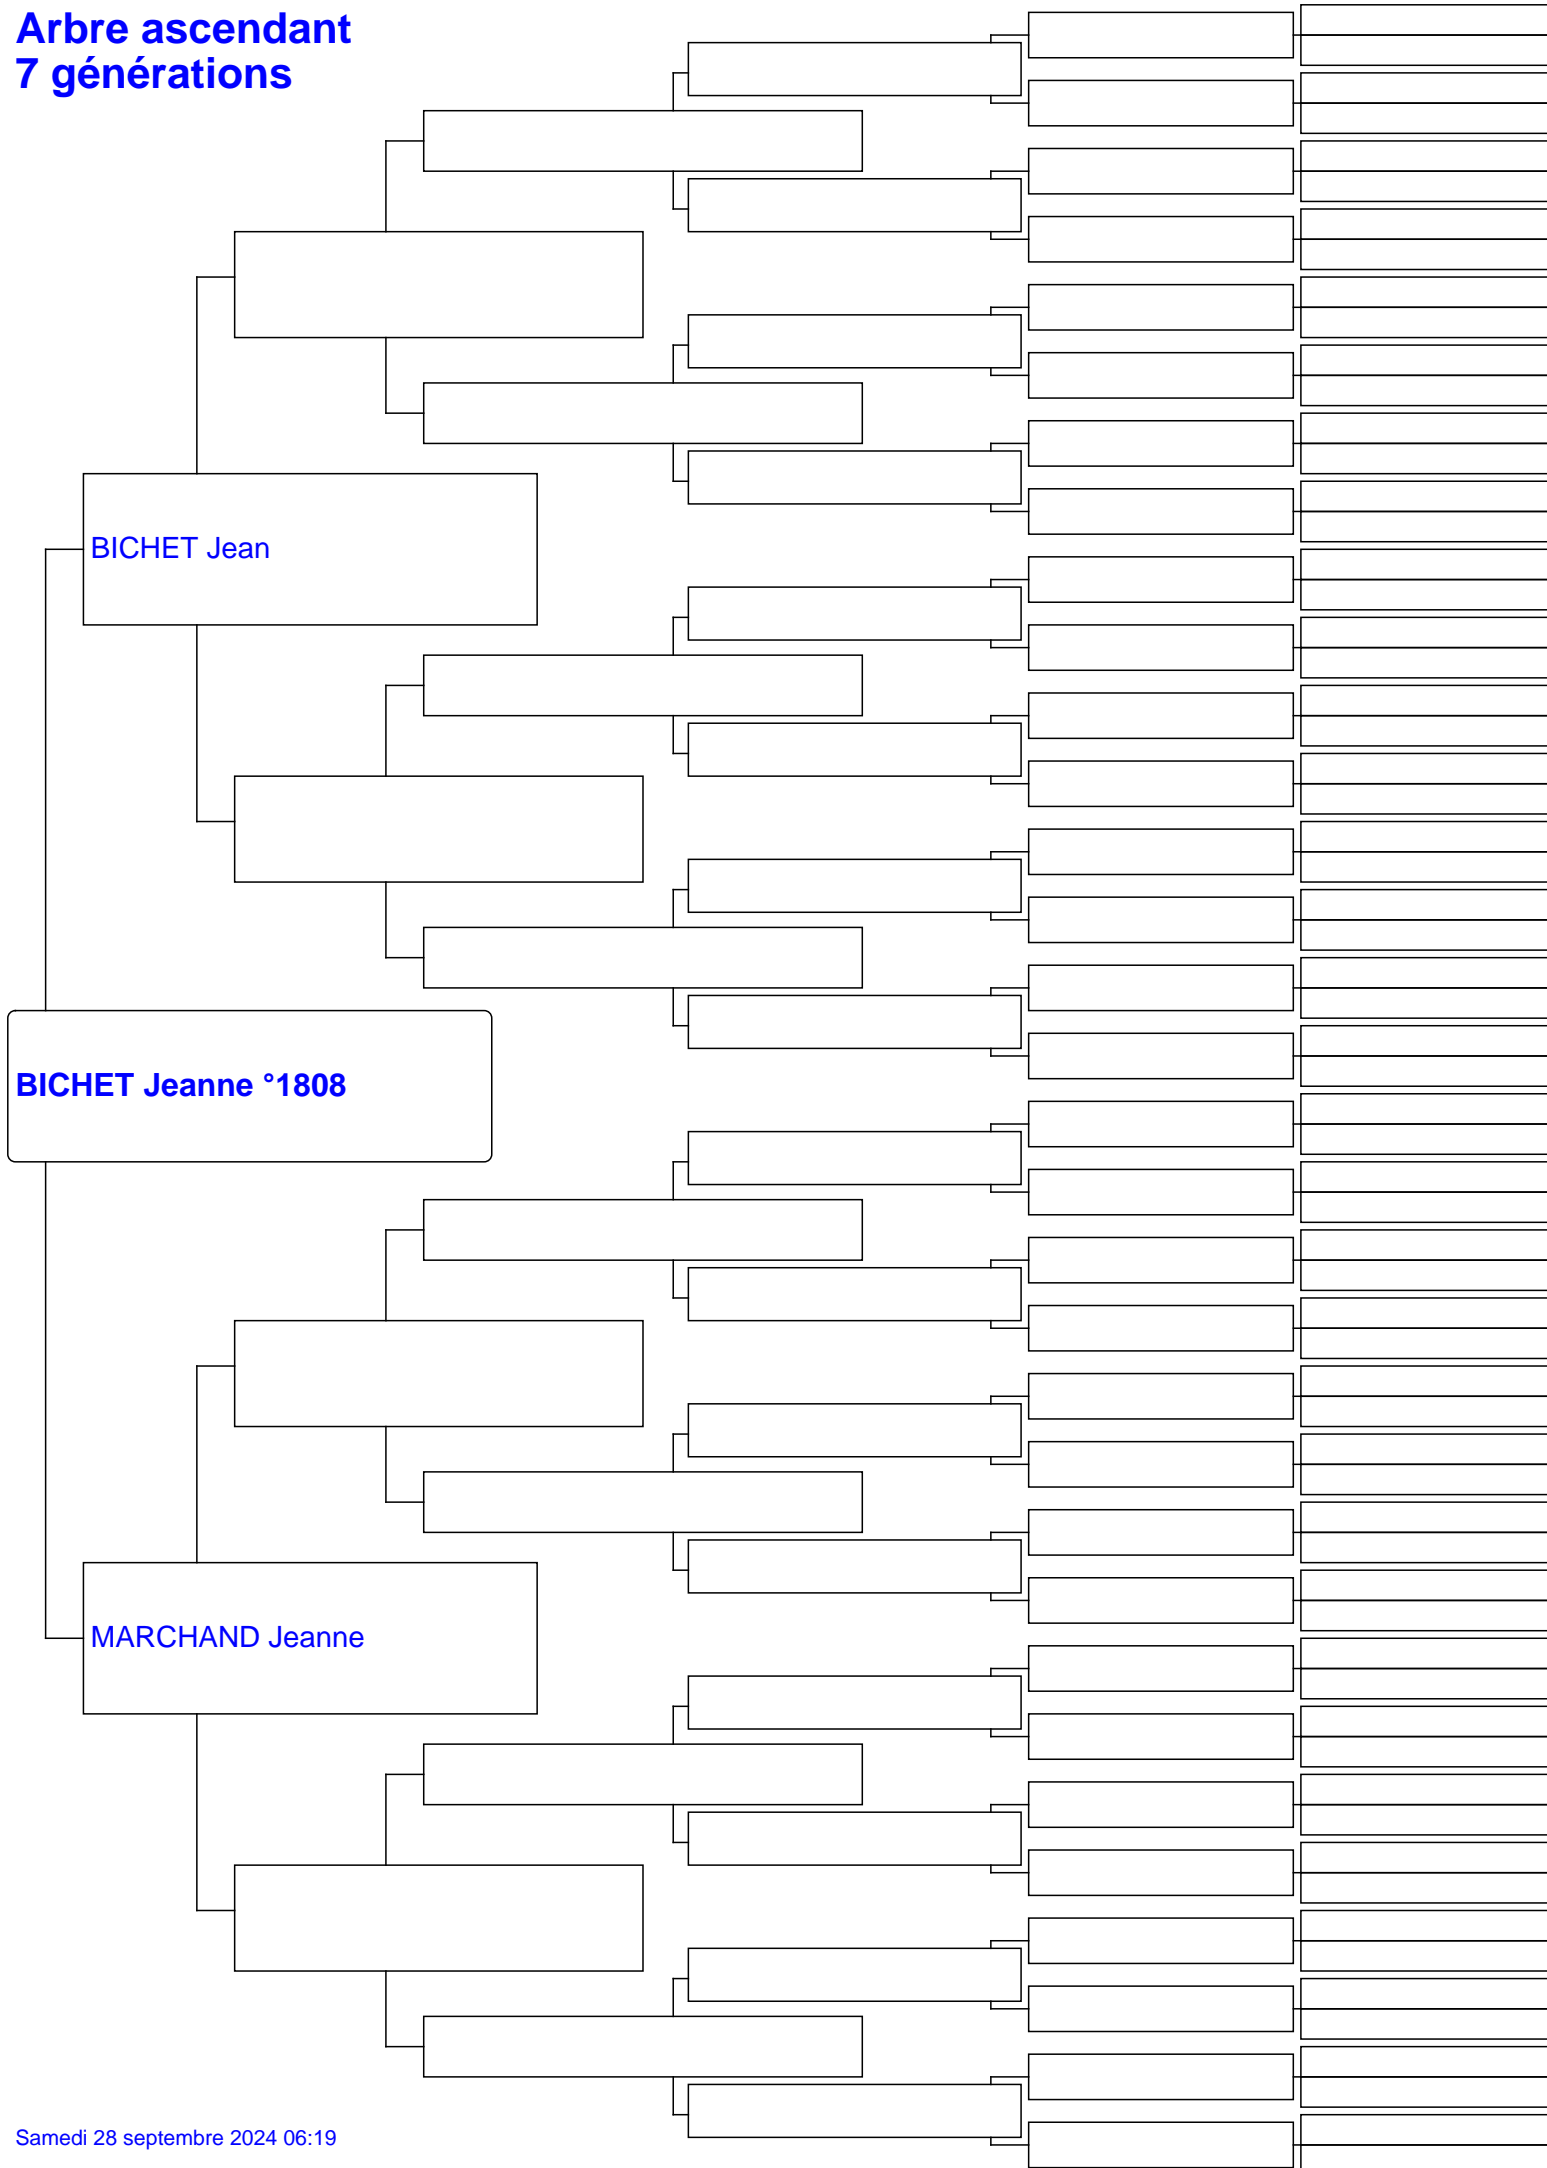 Arbre ascendant
7 générations
BICHET Jean
BICHET Jeanne °1808
MARCHAND Jeanne
Samedi 28 septembre 2024 06:19